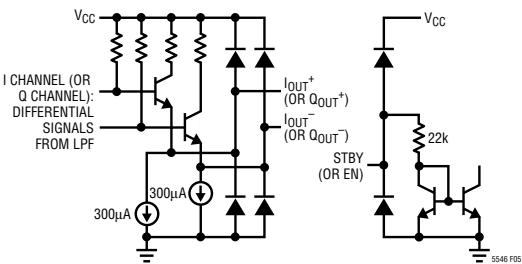 VCC
I CHANNEL (OR
Q CHANNEL):
DIFFERENTIAL
SIGNALS
FROM LPF
IOUT+
(OR QOUT+)
IOUT–
(OR QOUT–)
300µA
300µA
VCC
22k
STBY
(OR EN)
5546 F05